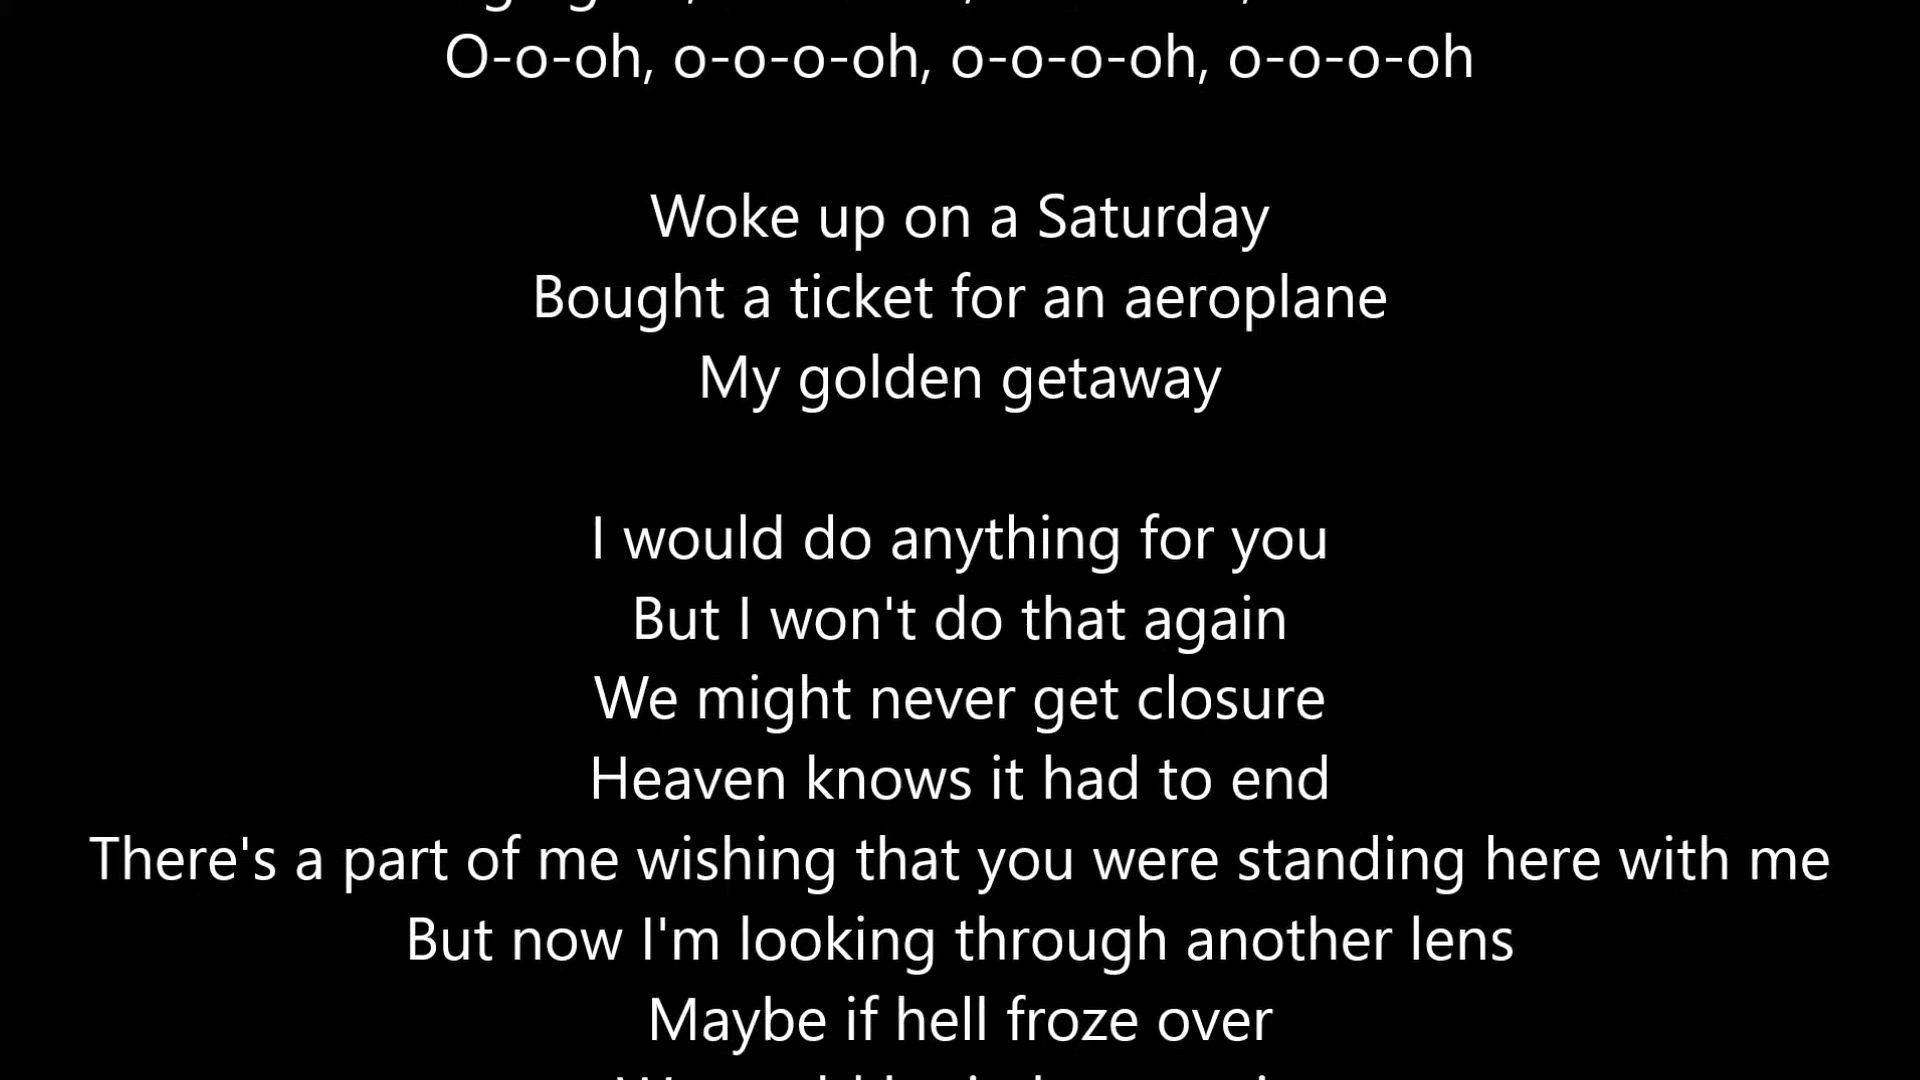 O-o-oh, o-o-o-oh, o-o-o-oh, o-o-o-oh
Woke up on a Saturday
Bought a ticket for an aeroplane
My golden getaway
I would do anything for you
But I won't do that again
We might never get closure
Heaven knows it had to end
There's a part of me wishing that you were standing here with me
But now I'm looking through another lens
Maybe if hell froze over